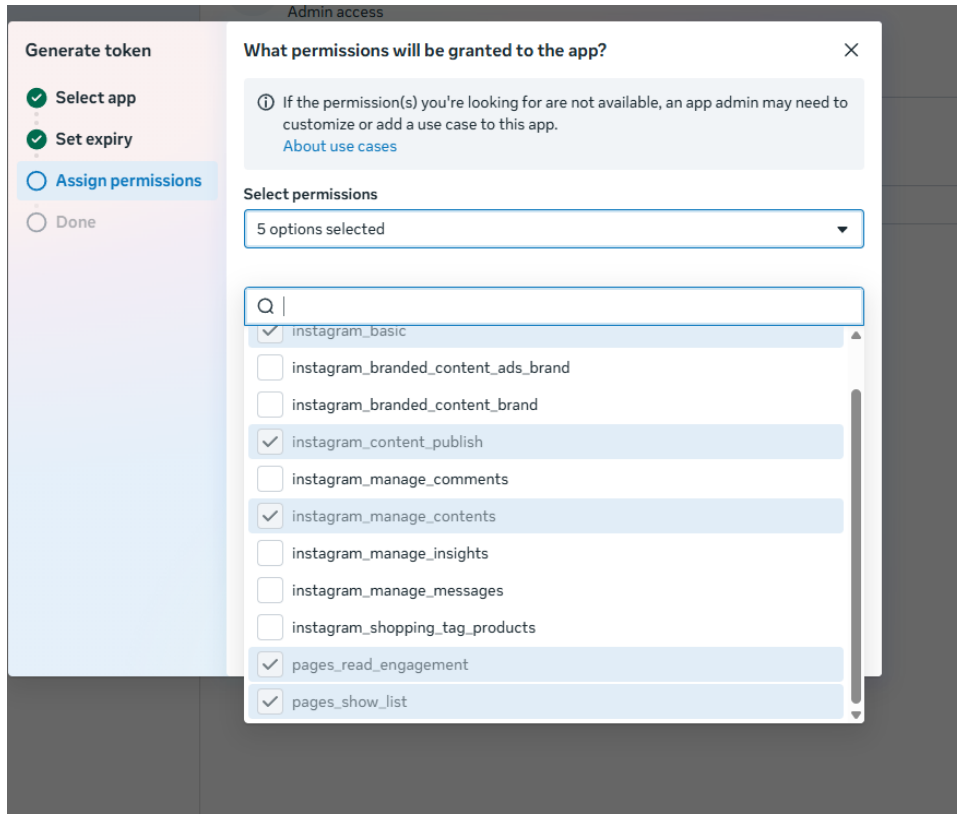 Admin access
Generate token
Select app
Set expiry
Assign permissions
Done
What permissions will be granted to the app?
If the permission(s) you're looking for are not available, an app admin may need to
customize or add a use case to this app.
About use cases
Select permissions
5 options selected
instagram_basic
instagram_branded_content_ads_brand
instagram_branded_content_brand
instagram_content_publish
instagram_manage_comments
instagram_manage_contents
instagram_manage_insights
instagram_manage_messages
instagram_shopping_tag_products
pages_read_engagement
pages_show_list